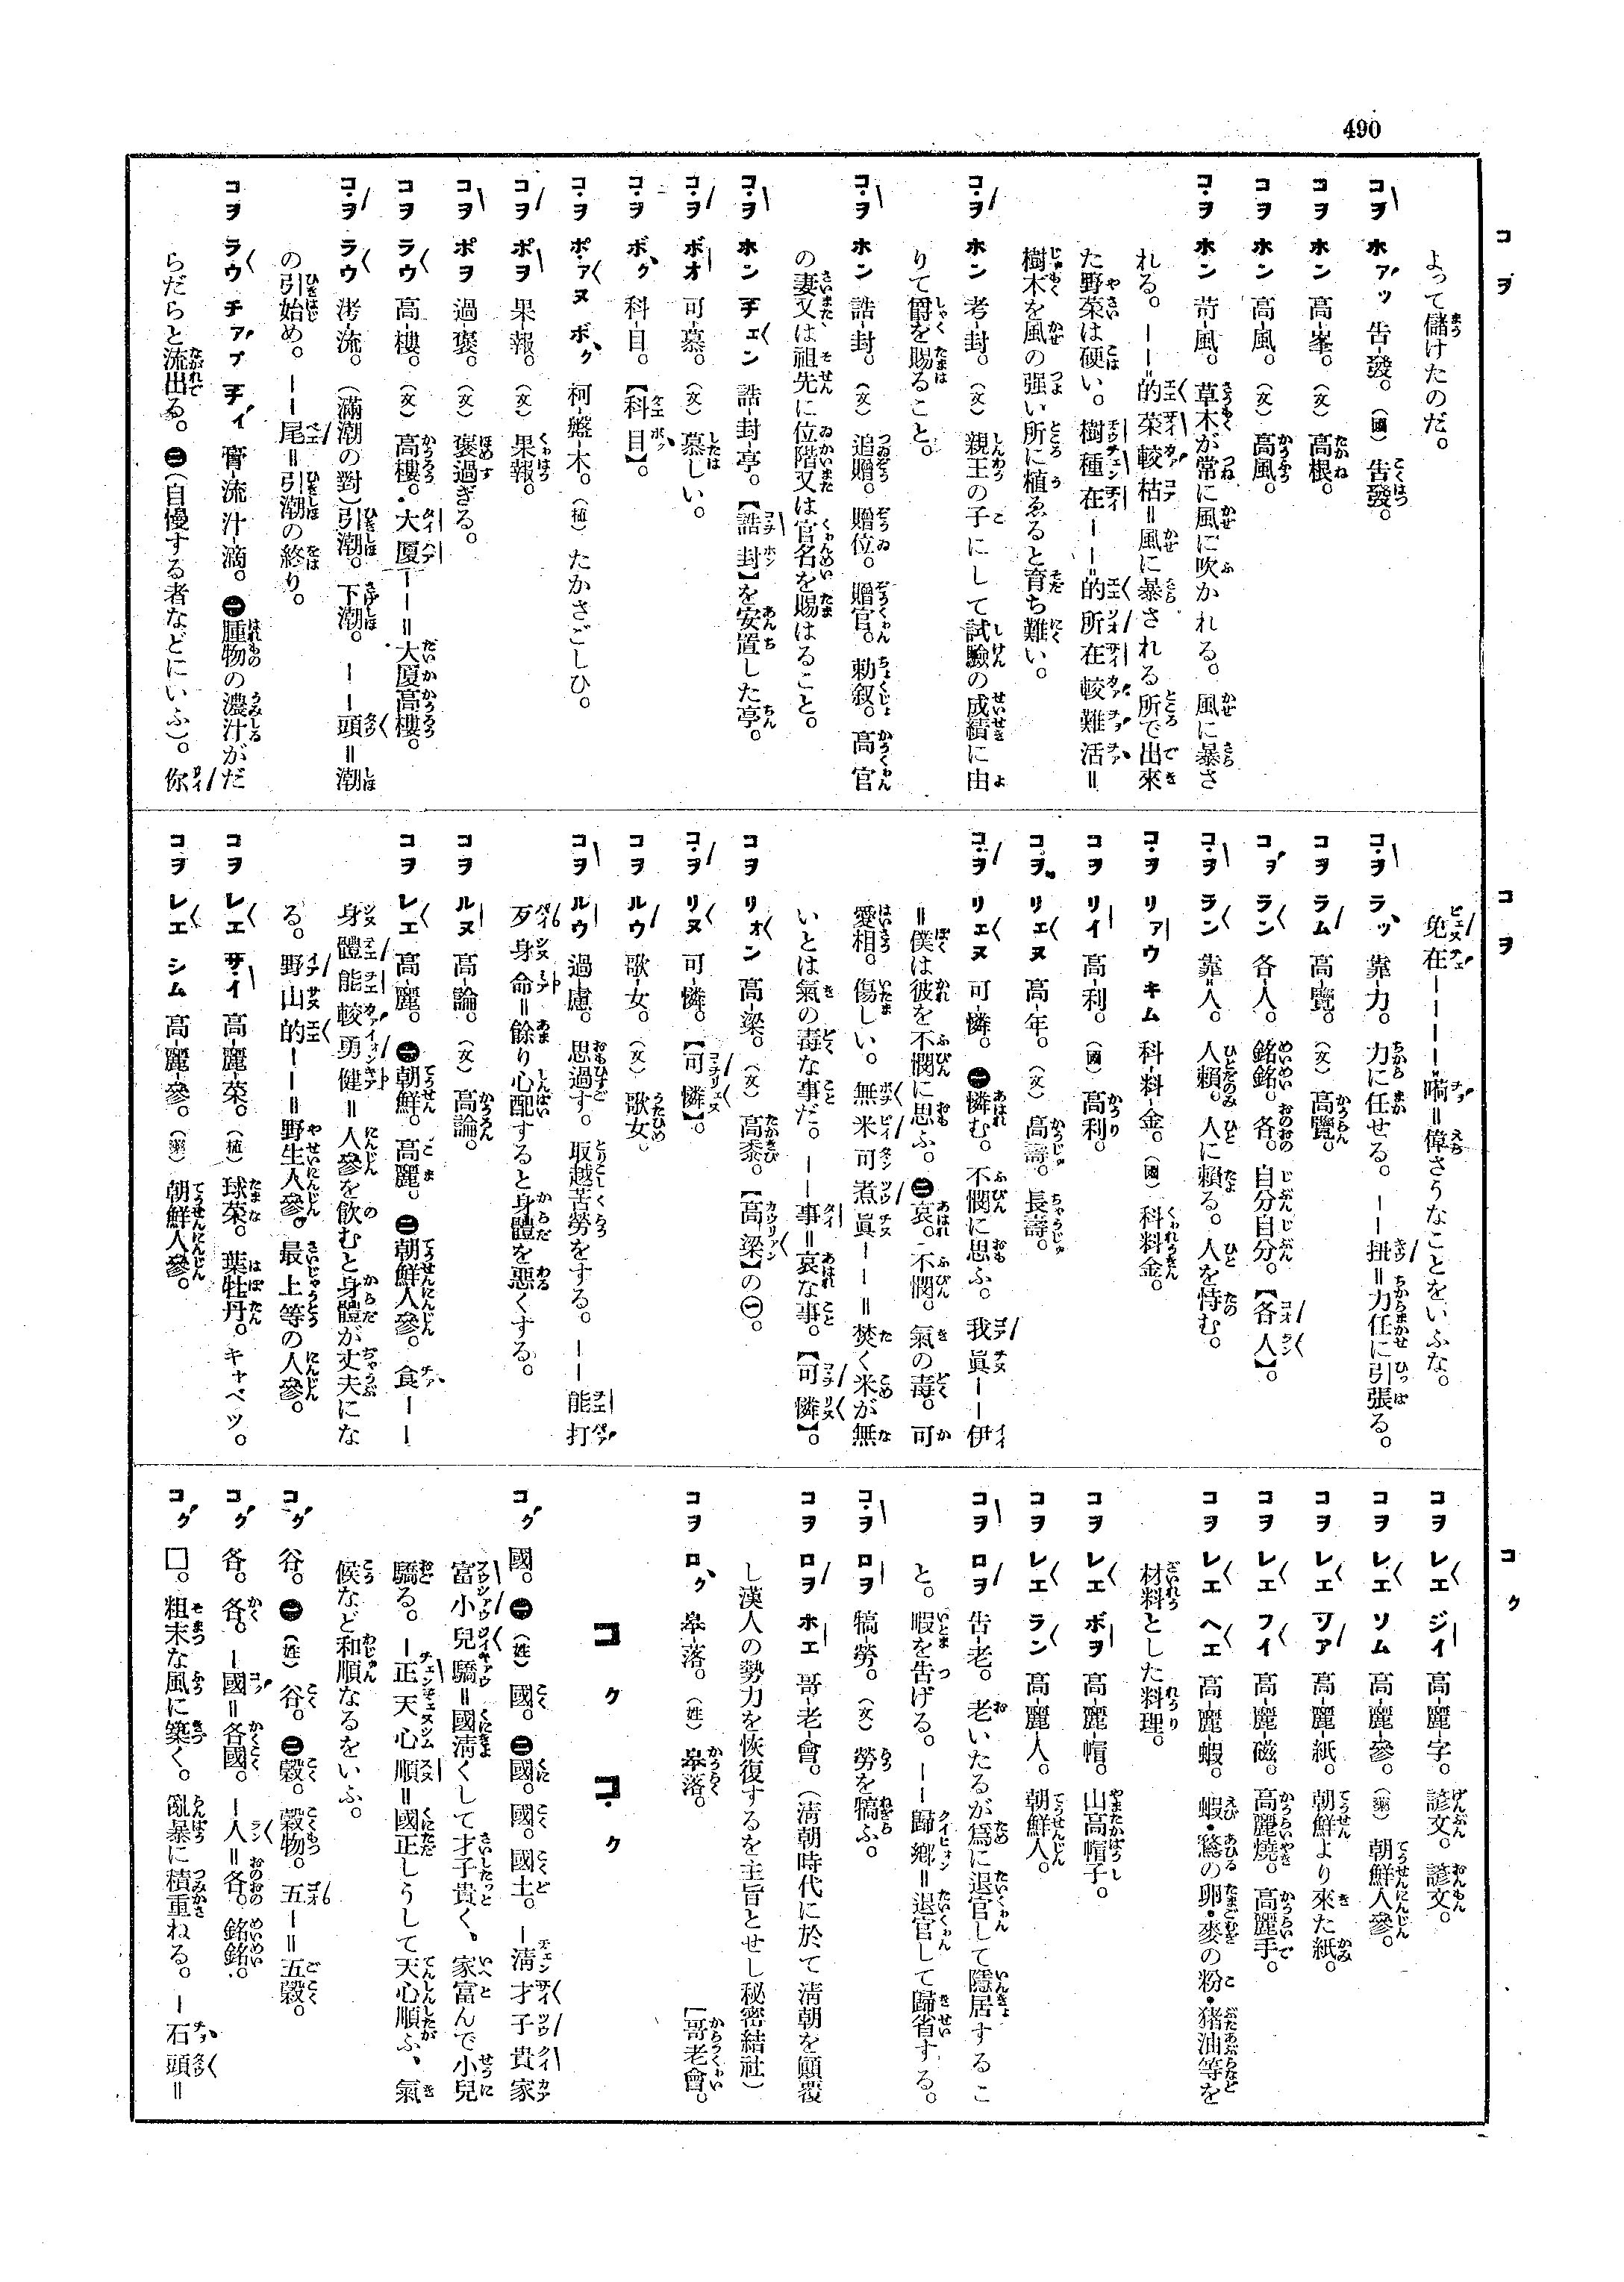 490
コヲ
よって儲けたのだ。
コ・ヲ ホァッ 告-發。（國）告發。
コヲ ホン 高-峯。高根。
コヲ ホン 高-風。（文）高風。
コ・ヲ ホン 苛-風。草木が常に風に吹かれる。風に暴さ
れる。――的菜較枯＝風に暴される所で出來
た野菜は硬い。樹種在――的所在較難活＝
樹木を風の强い所に植ゑると育ち難い。
コ・ヲ ホン 考-封。（文）親王の子にして試驗の成績に由
りて爵を賜ること。
コ・ヲ ホン 誥-封。（文）追贈。贈位。贈官。勅叙。高官
の妻又は祖先に位階又は官名を賜はること。
コ・ヲ ホン チェン 誥-封-亭。【誥封】を安置した亭。
コ・ヲ ボオ 可-慕。（文）慕しい。
コ・ヲ ボク 科-目。【科目】。
コ・ヲ ポ・ァヌ ボク 柯-盤-木。（植）たかさごしひ。
コヲ ポヲ 果-報。（文）果報。
コヲ ポヲ 過-褒。（文）褒過ぎる。
コヲ ラウ 高-樓。（文）高樓。・大厦――＝大厦高樓。
コ・ヲ ラウ 洘-流。（滿潮の對）引潮。下潮。――頭＝潮
の引始め。――尾＝引潮の終り。
コヲ ラウ チァプ チィ 膏-流-汁-滴。㊀腫物の濃汁がだ
らだらと流出る。㊁（自慢する者などにいふ）。你
コヲ
免在――――嗬＝偉さうなことをいふな。
コ・ヲ ラッ 靠-力。力に任せる。――扭＝力任に引張る。
コヲ ラム 高-覽。（文）高覽。
コヲ ラン 各-人。銘銘。各。自分自分。【各人】。
コ・ヲ ラン 靠-人。人賴。人に賴る。人を恃む。
コ・ヲ リァウ キム 科-料-金。（國）科料金。
コヲ リイ 高-利。（國）高利。
コヲ リェヌ 高-年。（文）高壽。長壽。
コ・ヲ リェヌ 可-憐。㊀憐む。不憫に思ふ。我眞――伊
＝僕は彼を不憫に思ふ。㊁哀。不憫。氣の毒。可
愛相。傷しい。無米可煮眞――＝焚く米が無
いとは氣の毒な事だ。――事＝哀な事。【可憐】。
コヲ リォン 高-粱。（文）高黍。【高粱】の㊀。
コ・ヲ リヌ 可-憐。【可憐】。
コヲ ルウ 歌-女。（文）歌女。
コヲ ルウ 過-慮。思過す。取越苦勞をする。――能打
歹身命＝餘り心配すると身體を惡くする。
コヲ ルヌ 高-論。（文）高論。
コヲ レエ 高-麗。㊀朝鮮。高麗。㊁朝鮮人參。食――
身體能較勇健＝人參を飮むと身體が丈夫にな
る。野山的――＝野生人參。最上等の人參。
コヲ レエ サ・イ 高-麗-菜。（植）球菜。葉牡丹。キャベツ。
コヲ レエ シム 高-麗-參。（藥）朝鮮人參。
コク
コヲ レエ ジイ 高-麗-字。諺文。諺文。
コヲ レエ ソム 高-麗-參。（藥）朝鮮人參。
コヲ レエ ツァ 高-麗-紙。朝鮮より來た紙。
コヲ レエ フイ 高-麗-磁。高麗燒。高麗手。
コヲ レエ ヘエ 高-麗-蝦。蝦・鶩の卵・麥の粉・猪油等を
材料とした料理。
コヲ レエ ボヲ 高-麗-帽。山高帽子。
コヲ レエ ラン 高-麗-人。朝鮮人。
コヲ ロヲ 告-老。老いたるが爲に退官して隱居するこ
と。暇を告げる。――歸鄉＝退官して歸省する。
コ・ヲ ロヲ 犒-勞。（文）勞を犒ふ。
コヲ ロヲ ホエ 哥-老-會。（淸朝時代に於て淸朝を顚覆
し漢人の勢力を恢復するを主旨とせし秘密結社）
［哥老會。
コヲ ロク 皋-落。（姓）皋落。
コク コ・ク
コク 國。㊀（姓）國。㊁國。國。國土。―淸才子貴家
富小兒驕＝國淸くして才子貴く、家富んで小兒
驕る。―正天心順＝國正しうして天心順ふ、氣
候など和順なるをいふ。
コ・ク 谷。㊀（姓）谷。㊁穀。穀物。五―＝五穀。
コク 各。各。―國＝各國。―人＝各。銘銘。
コク □。粗末な風に築く。亂暴に積重ねる。―石頭＝